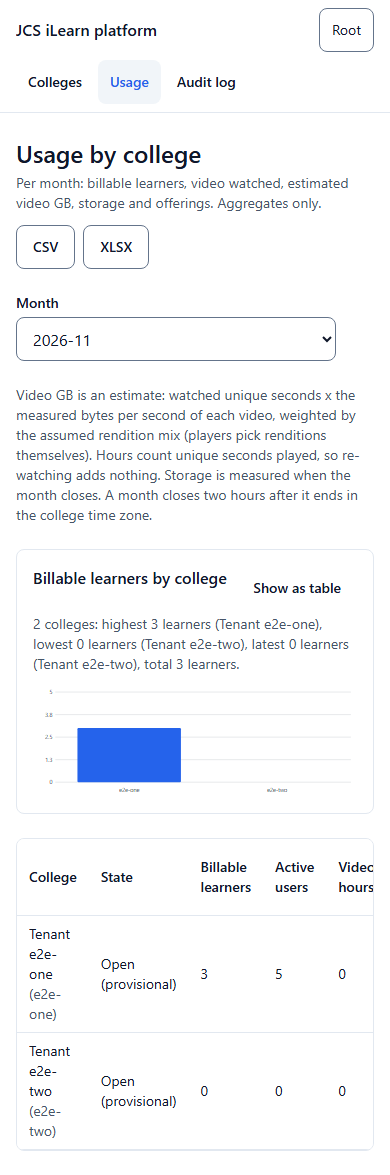 JCS iLearn platform
Root
Colleges Usage Audit log
Usage by college
Per month: billable learners, video watched, estimated
video GB, storage and offerings. Aggregates only.
CSV XLSX
Month
2026-11
Video GB is an estimate: watched unique seconds x the
measured bytes per second of each video, weighted by
the assumed rendition mix (players pick renditions
themselves). Hours count unique seconds played, so re-
watching adds nothing. Storage is measured when the
month closes. A month closes two hours after it ends in
the college time zone.
Billable learners by college
Show as table
2 colleges: highest 3 learners (Tenant e2e-one),
lowest 0 learners (Tenant e2e-two), latest 0 learners
(Tenant e2e-two), total 3 learners.
5
3.8
2.5
1.3
0
e2e-one e2e-two
College State Billable learners Active users Video hours
Tenant e2e-one (e2e-one) Open (provisional) 3 5 0
Tenant e2e-two (e2e-two) Open (provisional) 0 0 0